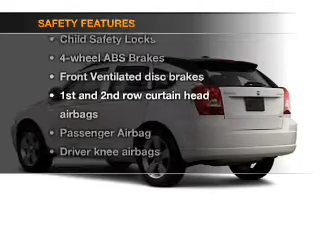 SAFETY FEATURES
• Child Safety Locks
• 4-wheel ABS Brakes
• Front Ventilated disc brakes
• 1st and 2nd row curtain head
airbags
• Passenger Airbag
• Driver knee airbags